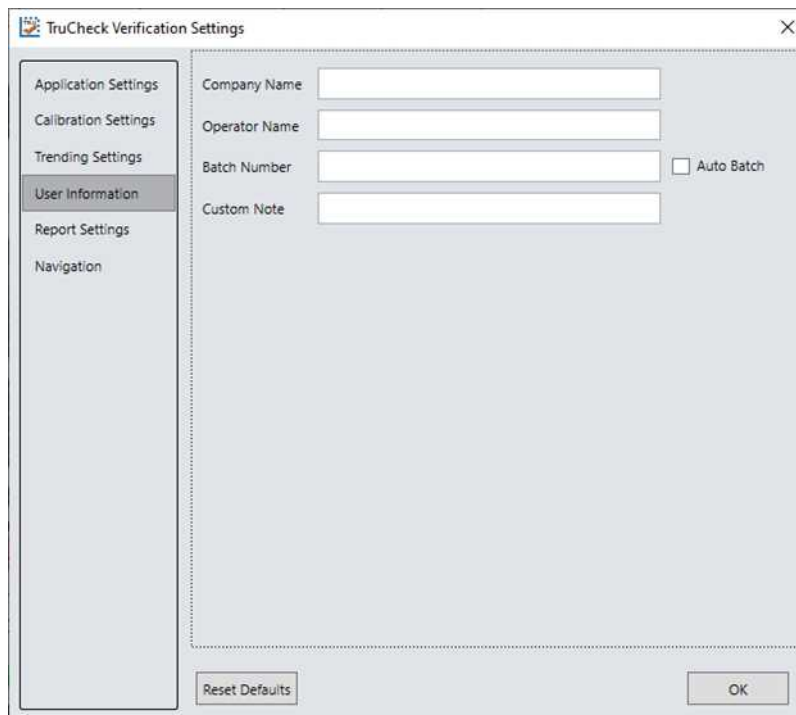 TruCheck Verification Settings
Application Settings
Calibration Settings
Trending Settings
User Information
Report Settings
Navigation
Company Name
Operator Name
Batch Number
Auto Batch
Custom Note
Reset Defaults
OK